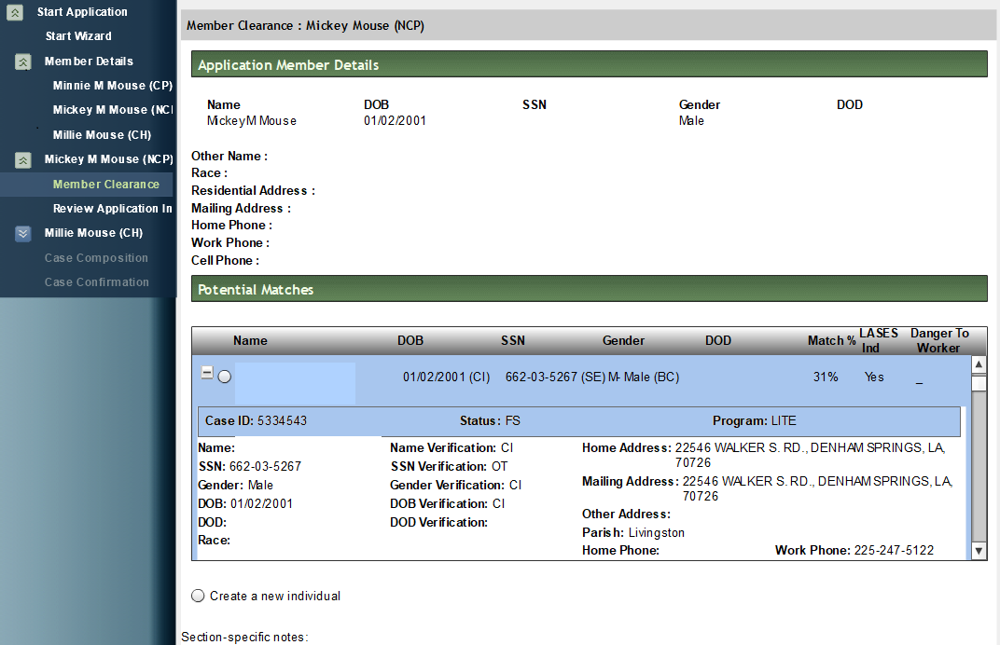 Start Application
Start Wizard
Member Details
Minnie M Mouse (CP)
Mickey M Mouse (NCI
Millie Mouse (CH)
Mickey M Mouse (NCP)
Member Clearance
Review Application In
Millie Mouse (CH)
Case Composition
Case Confirmation
Member Clearance : Mickey Mouse (NCP)
Application Member Details
Name DOB SSN Gender DOD
Mickey M Mouse 01/02/2001 Male
Other Name :
Race :
Residential Address :
Mailing Address :
Home Phone :
Work Phone :
Cell Phone :
Potential Matches
Name DOB SSN Gender DOD Match % LASES Ind Danger To Worker
01/02/2001 (CI) 662-03-5267 (SE) M- Male (BC) 31% Yes _
Case ID: 5334543 Status: FS Program: LITE
Name: Name Verification: CI Home Address: 22546 WALKER S. RD., DENHAM SPRINGS, LA,
70726
SSN: 662-03-5267 SSN Verification: OT
Gender: Male Gender Verification: CI Mailing Address: 22546 WALKER S. RD., DENHAM SPRINGS, LA,
70726
DOB: 01/02/2001 DOB Verification: CI
DOD: DOD Verification: Other Address:
Race: Parish: Livingston
Home Phone: Work Phone: 225-247-5122
Create a new individual
Section-specific notes: